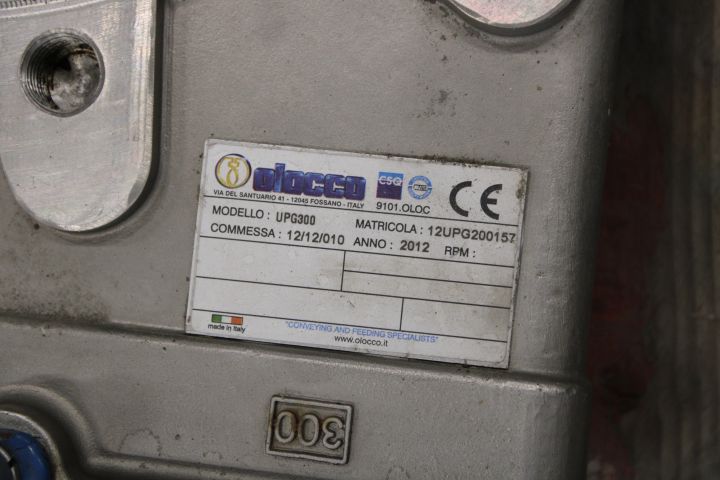 olocco
VIA DEL SANTUARIO 41 - 12045 FOSSANO - ITALY
CSQ
9101.OLOC
CE
MODELLO : UPG300
MATRICOLA : 12UPG200157
COMMESSA : 12/12/010 ANNO : 2012 RPM :
made in Italy
"CONVEYING AND FEEDING SPECIALISTS"
www.olocco.it
300